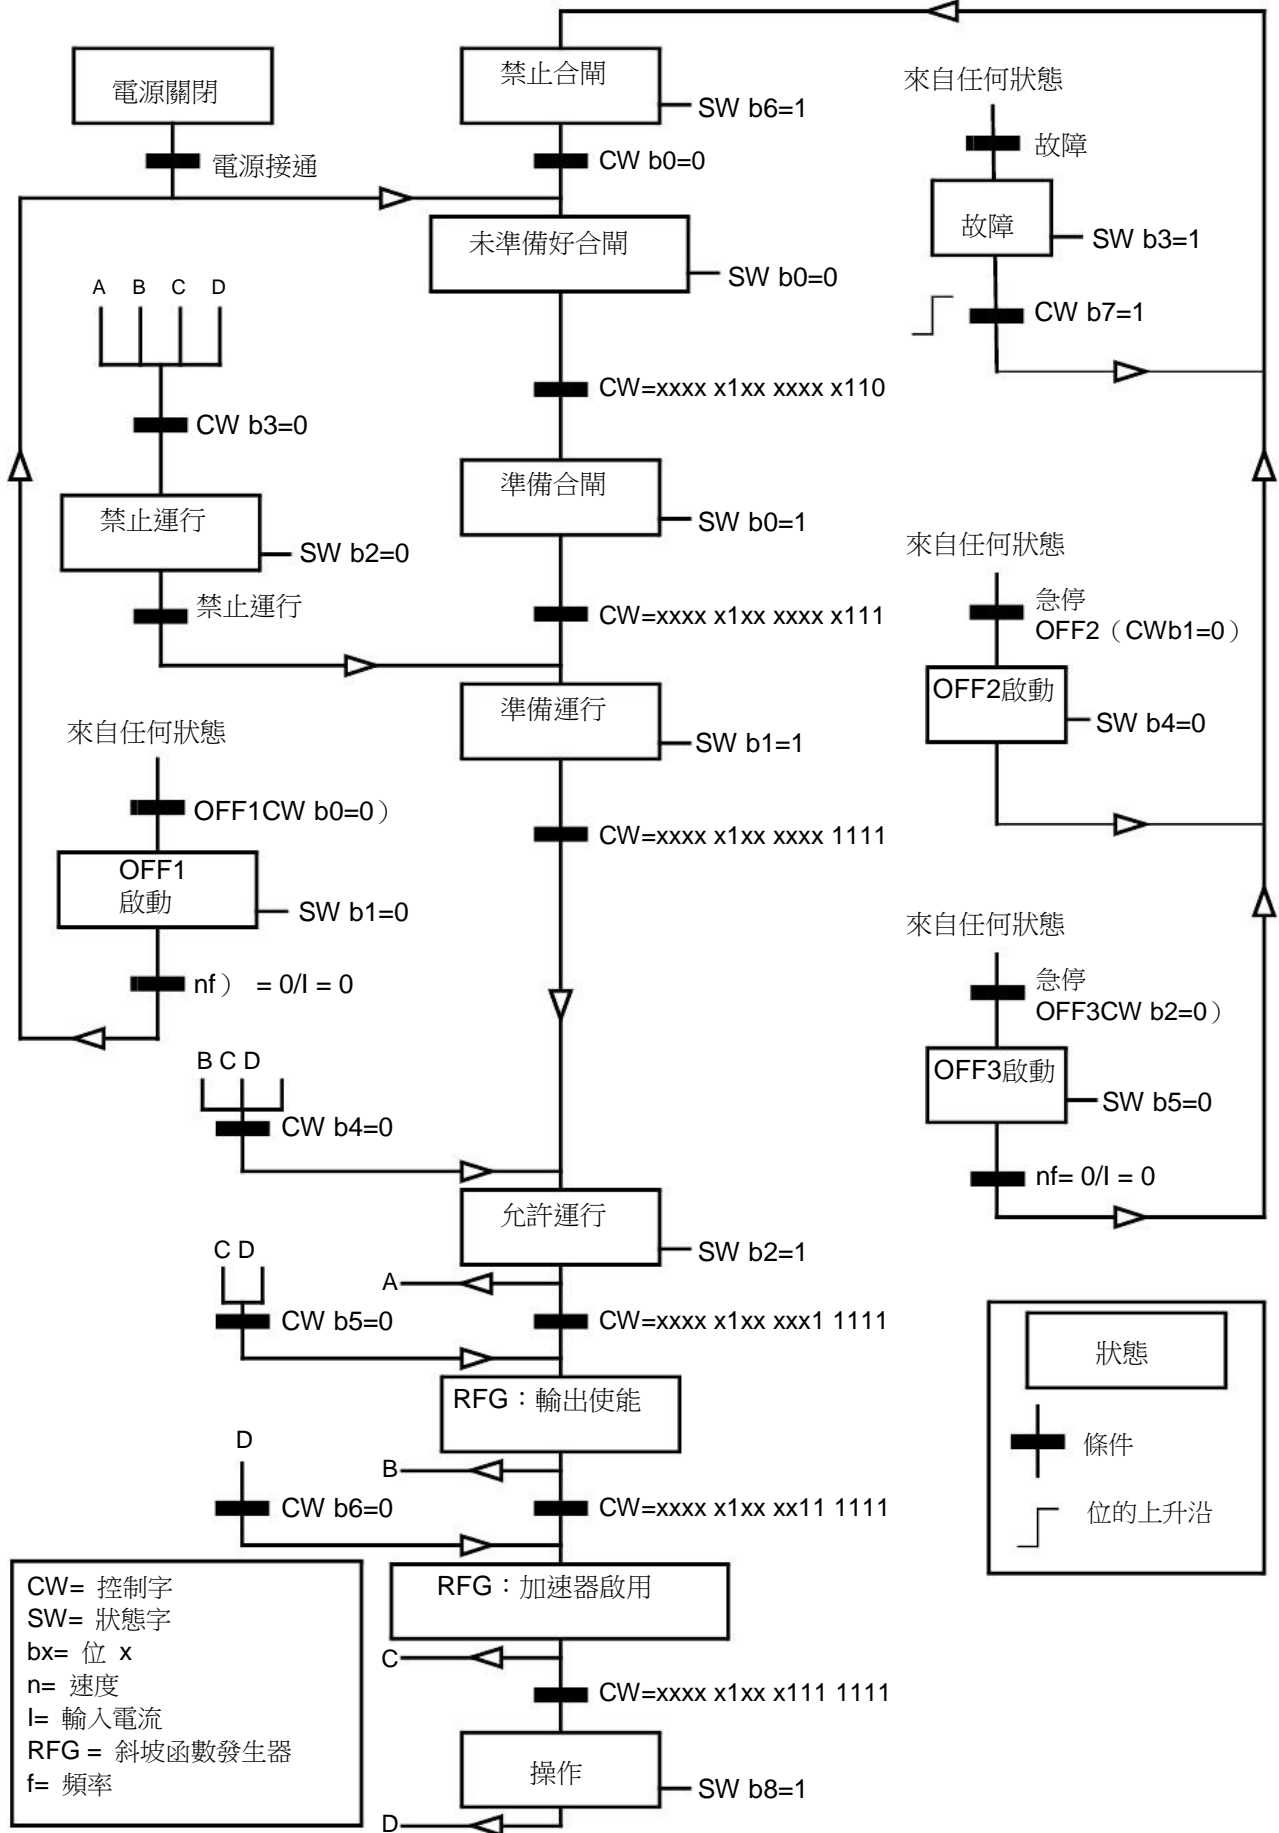 電源關閉
電源接通
禁止合閘
SW b6=1
CW b0=0
未準備好合閘
SW b0=0
CW=xxxx x1xx xxxx x110
準備合閘
SW b0=1
CW=xxxx x1xx xxxx x111
準備運行
SW b1=1
CW=xxxx x1xx xxxx 1111
A B C D
CW b3=0
禁止運行
SW b2=0
禁止運行
來自任何狀態
OFF1CW b0=0）
OFF1
啟動
SW b1=0
nf） = 0/I = 0
B C D
CW b4=0
允許運行
SW b2=1
A
C D
CW b5=0
CW=xxxx x1xx xxx1 1111
RFG：輸出使能
B
D
CW b6=0
CW=xxxx x1xx xx11 1111
RFG：加速器啟用
C
CW=xxxx x1xx x111 1111
操作
SW b8=1
D
來自任何狀態
故障
故障
SW b3=1
CW b7=1
來自任何狀態
急停
OFF2（CWb1=0）
OFF2啟動
SW b4=0
來自任何狀態
急停
OFF3CW b2=0）
OFF3啟動
SW b5=0
nf= 0/I = 0
狀態
條件
位的上升沿
CW= 控制字
SW= 狀態字
bx= 位 x
n= 速度
I= 輸入電流
RFG = 斜坡函數發生器
f= 頻率